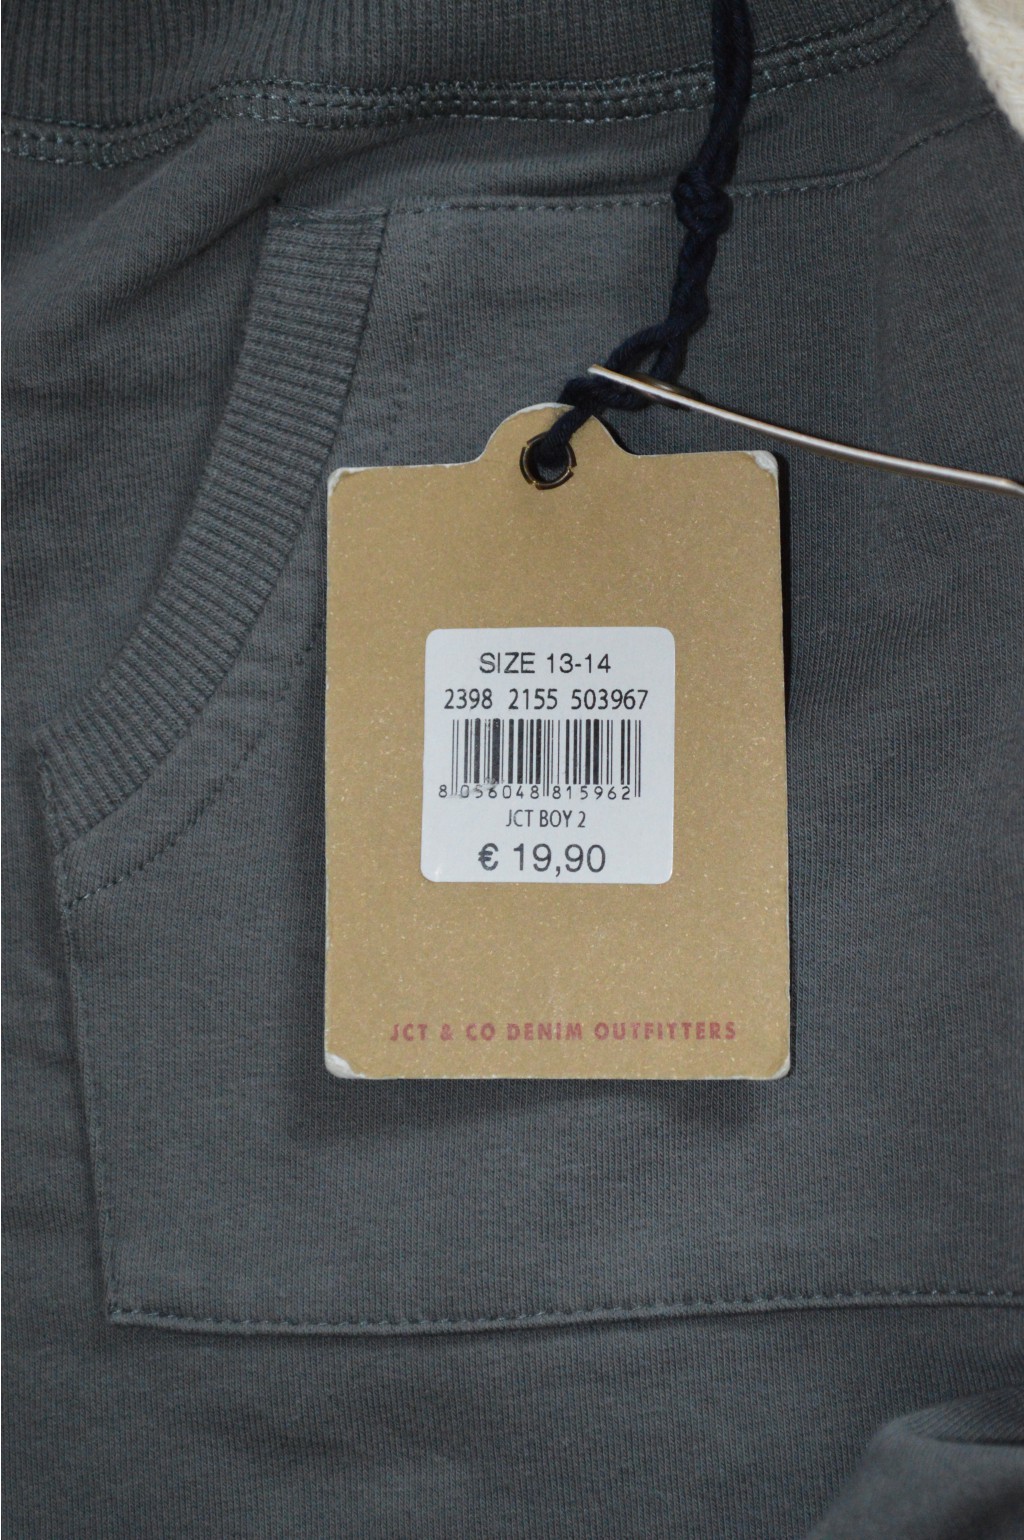 SIZE 13-14
2398 2155 503967
8 056048 815962
JCT BOY 2
€ 19,90
JCT & CO DENIM OUTFITTERS